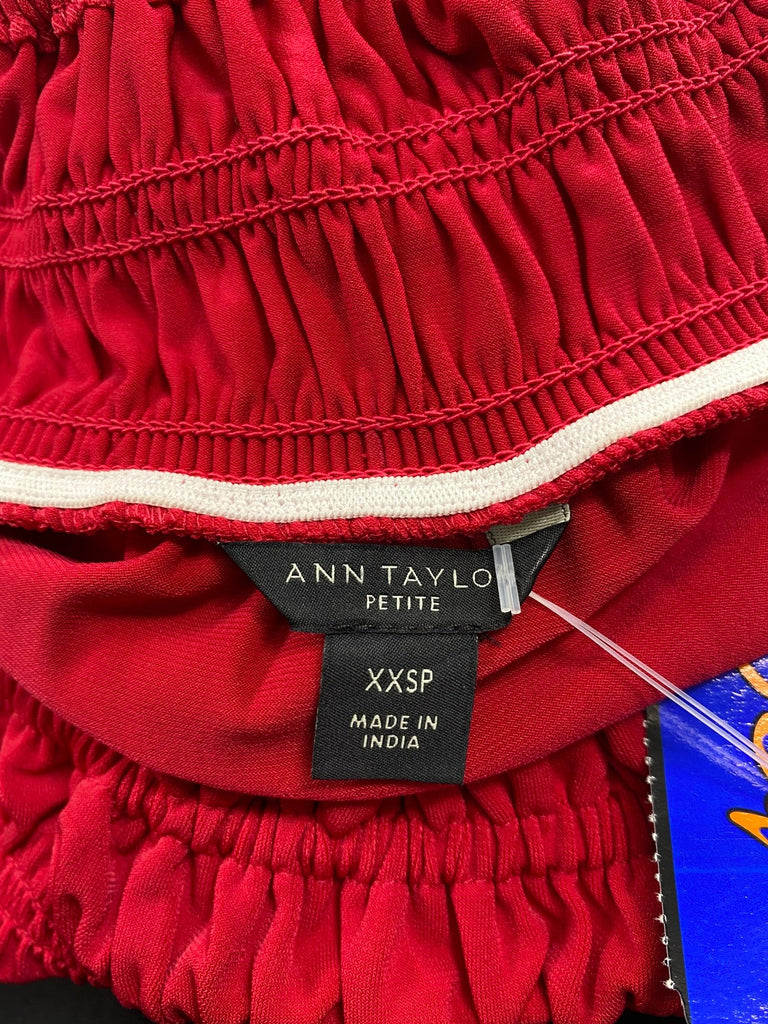 ANN TAYLO
PETITE
XXSP
MADE IN
INDIA